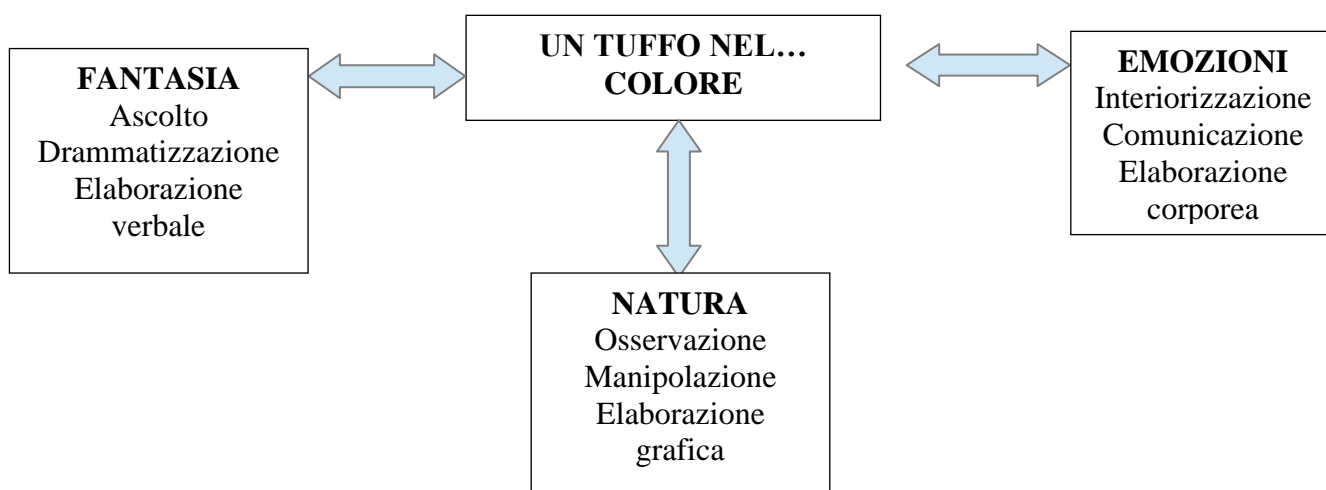 UN TUFFO NEL…
COLORE
FANTASIA
Ascolto
Drammatizzazione
Elaborazione
verbale
EMOZIONI
Interiorizzazione
Comunicazione
Elaborazione
corporea
NATURA
Osservazione
Manipolazione
Elaborazione
grafica